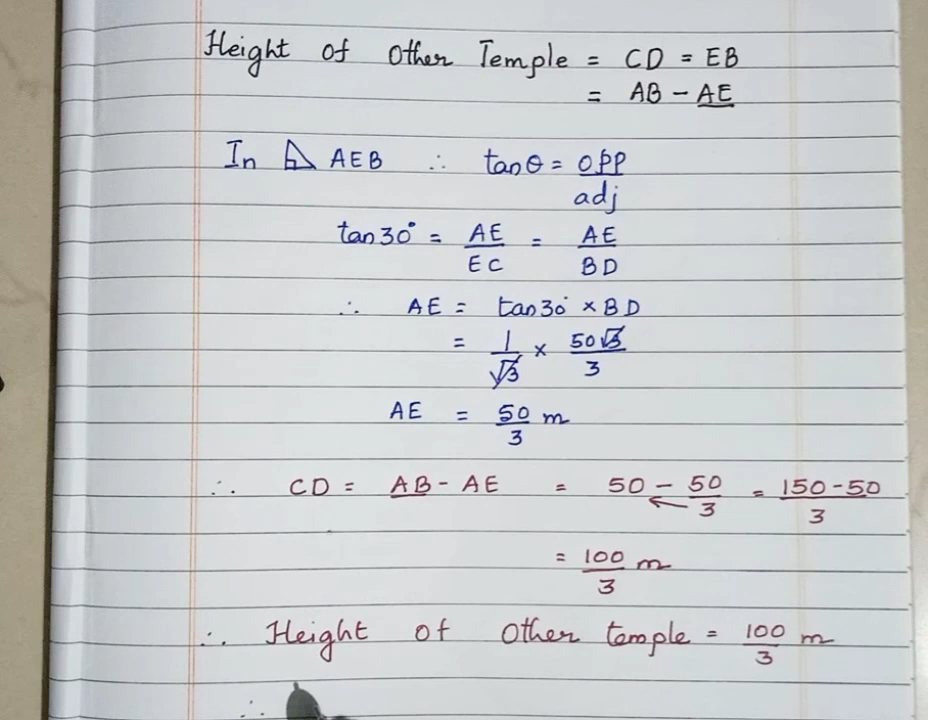 Height of Other Temple = CD = EB
= AB - AE
In ◺ AEB ∴ tanθ = opp/adj
tan30° = AE/EC = AE/BD
∴ AE = tan30° × BD
= 1/√3 × 50√3/3
AE = 50/3 m
∴ CD = AB - AE = 50 - 50/3 = 150-50/3
= 100/3 m
∴ Height of Other temple = 100/3 m
∴